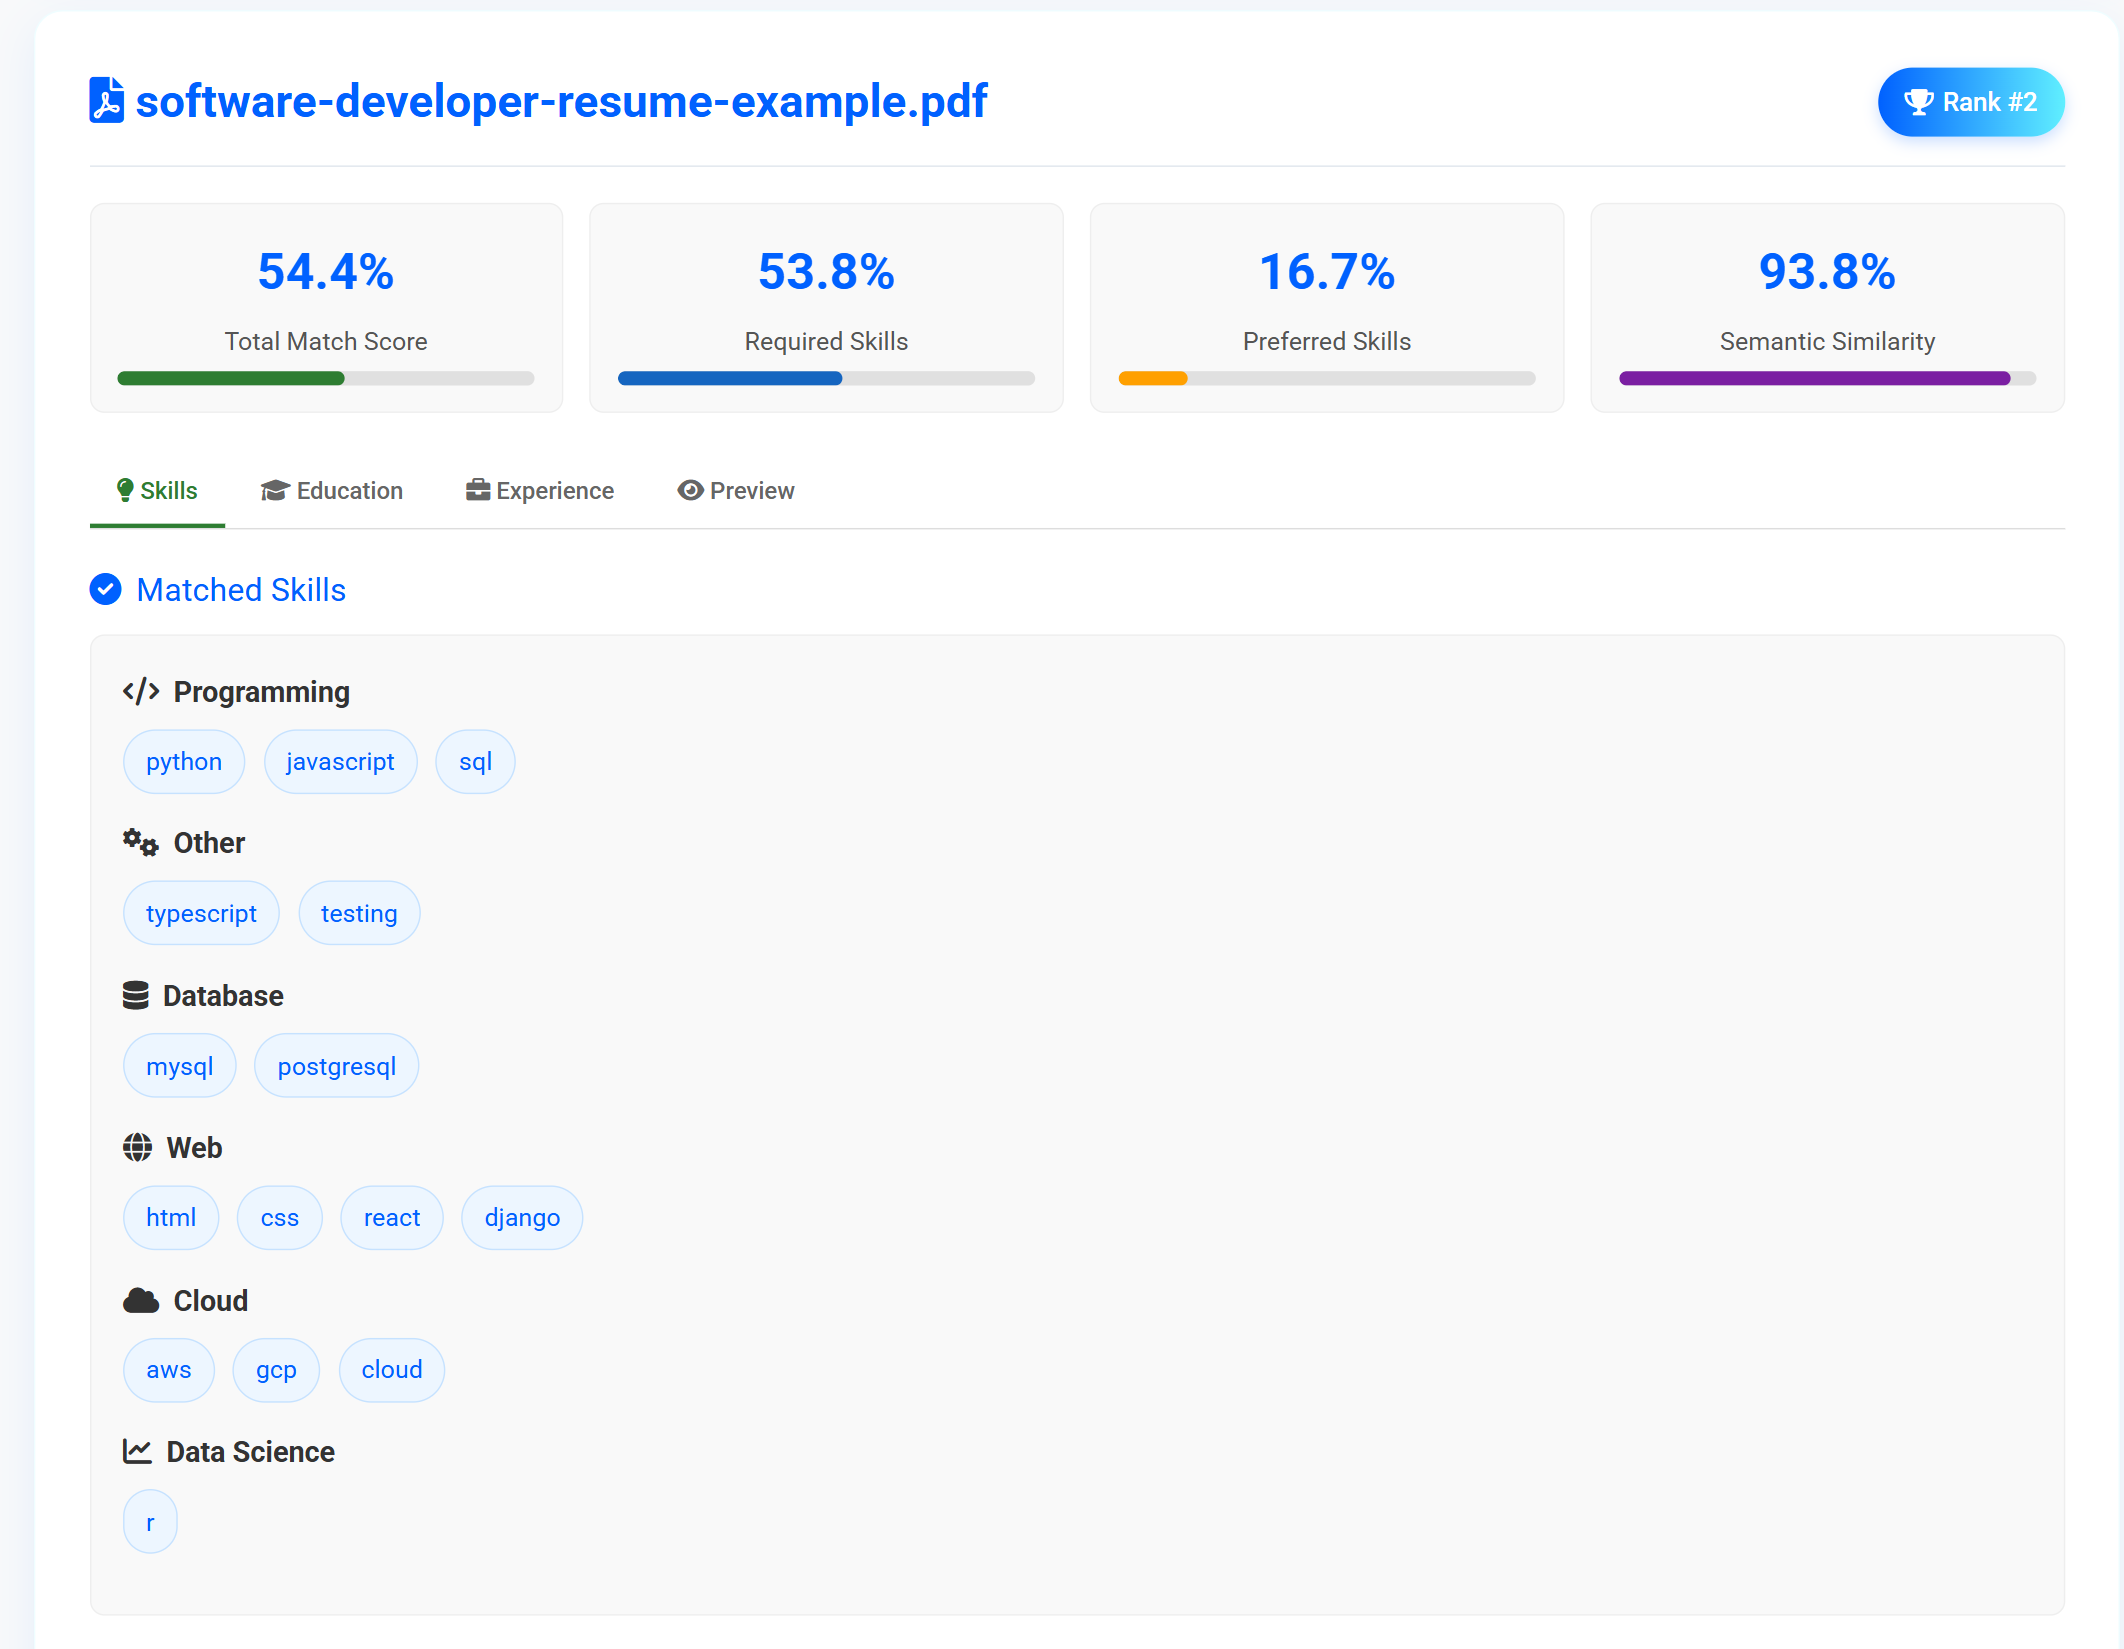 software-developer-resume-example.pdf
Rank #2
54.4%
Total Match Score
53.8%
Required Skills
16.7%
Preferred Skills
93.8%
Semantic Similarity
Skills Education Experience Preview
Matched Skills
Programming
python javascript sql
Other
typescript testing
Database
mysql postgresql
Web
html css react django
Cloud
aws gcp cloud
Data Science
r